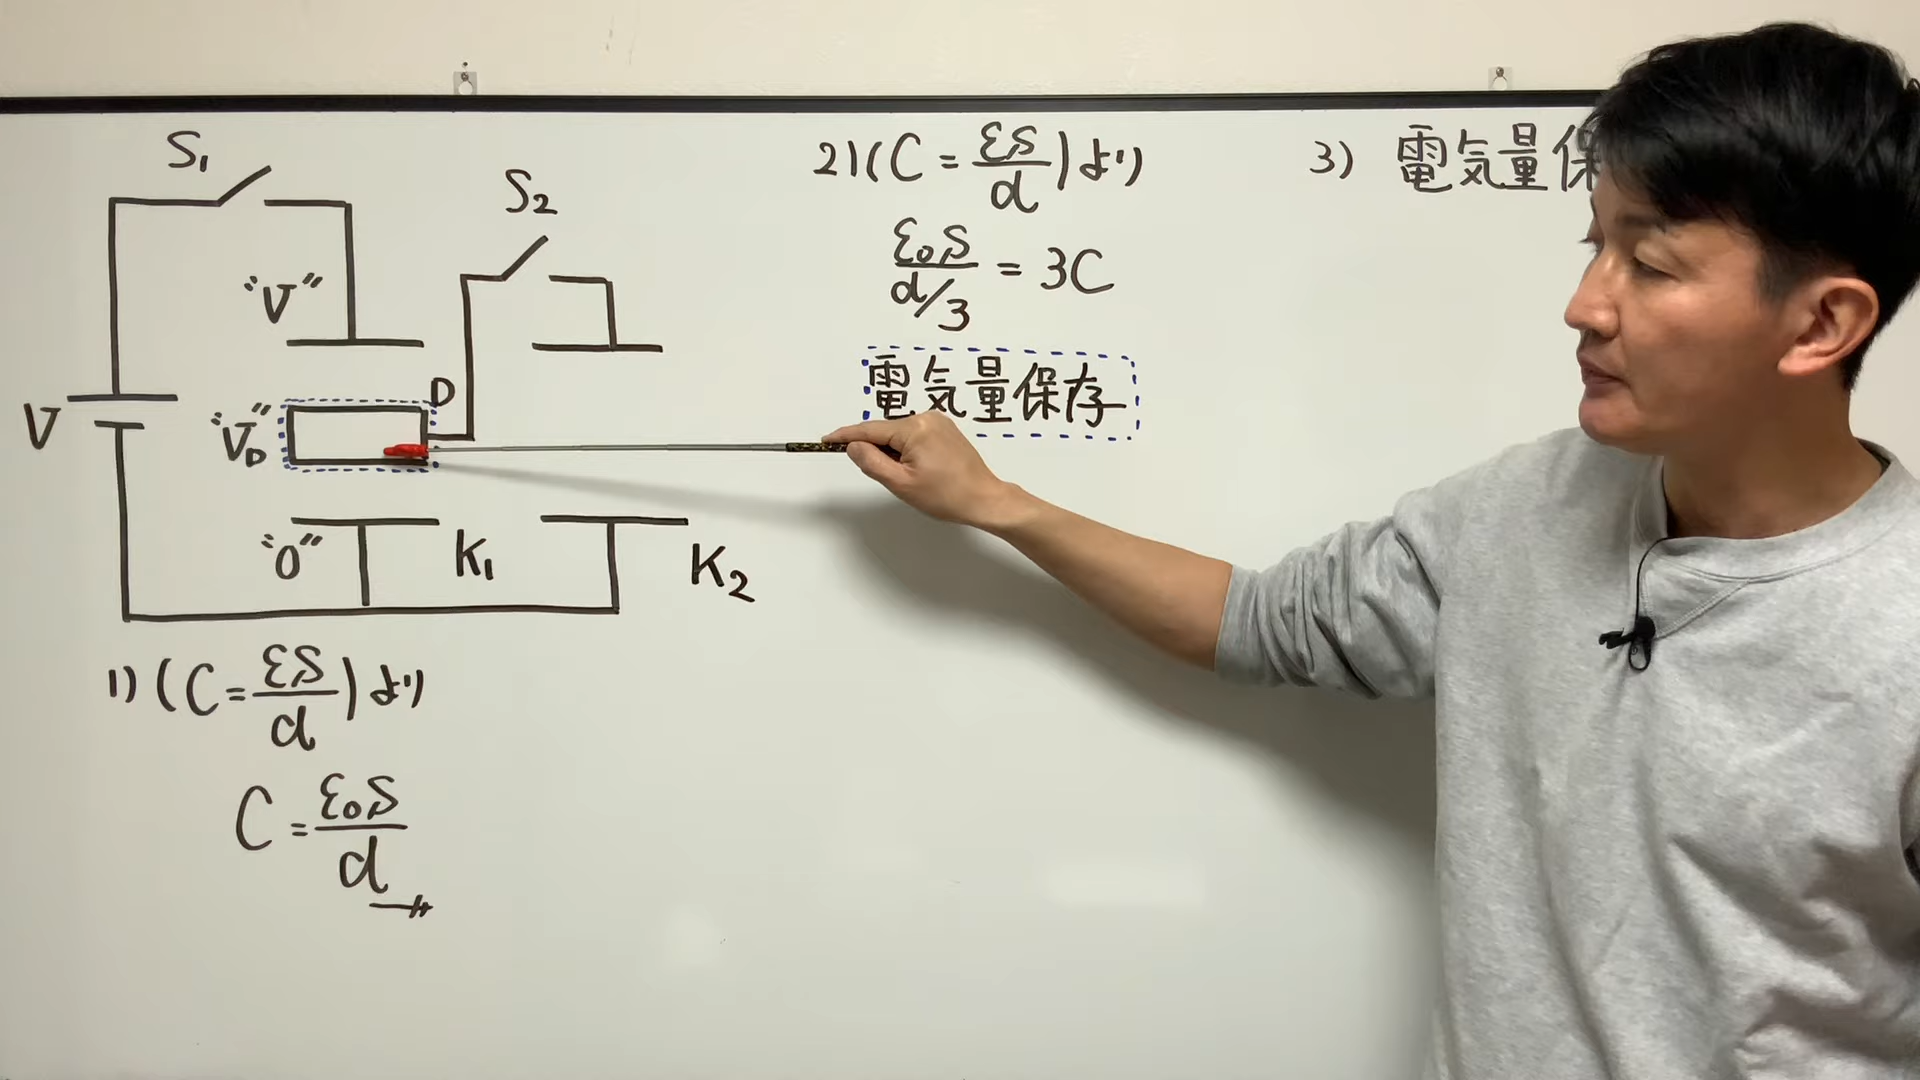 S₁
S₂
"V"
D
V
"V_D"
"0"
K₁
K₂
1) (C = εS/d) より
C = ε₀S/d
2) (C = εS/d) より
ε₀S/(d/3) = 3C
電気量保存
3) 電気量保